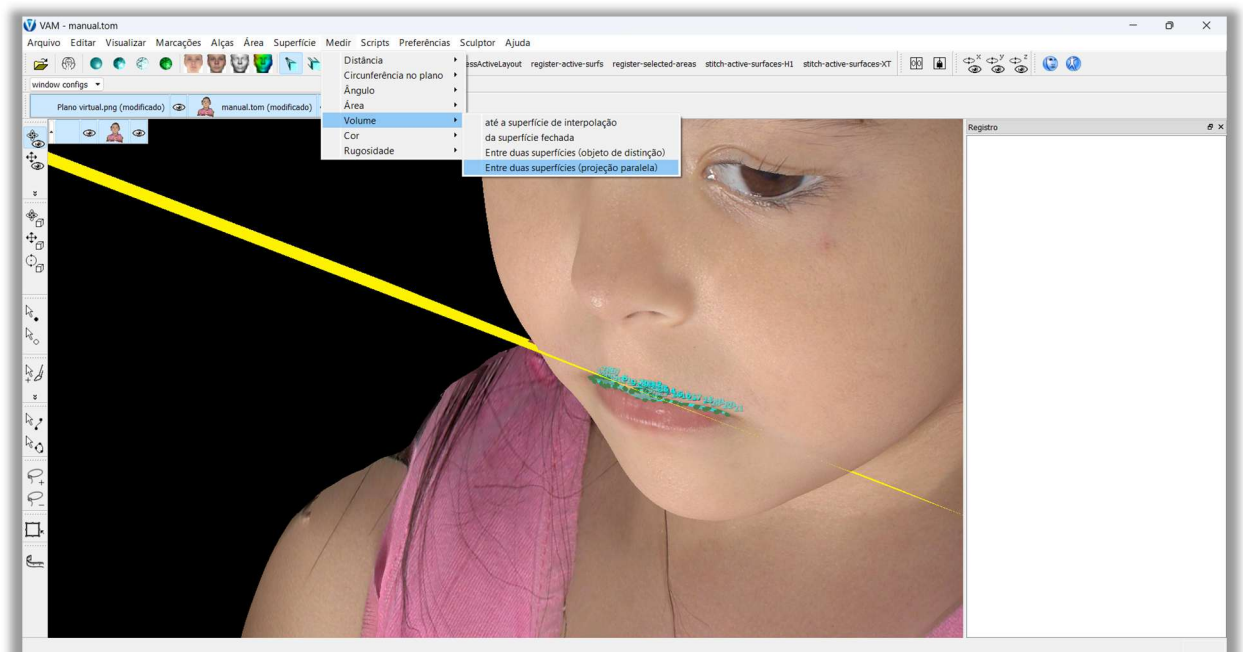 VAM - manual.tom
Arquivo Editar Visualizar Marcações Alças Área Superfície Medir Scripts Preferências Sculptor Ajuda
essActiveLayout register-active-surfs register-selected-areas stitch-active-surfaces-H1 stitch-active-surfaces-XT
x y z
window configs
Plano virtual.png (modificado) manual.tom (modificado)
Distância
Circunferência no plano
Ângulo
Área
Volume
Cor
Rugosidade
até a superfície de interpolação
da superfície fechada
Entre duas superfícies (objeto de distinção)
Entre duas superfícies (projeção paralela)
Registro